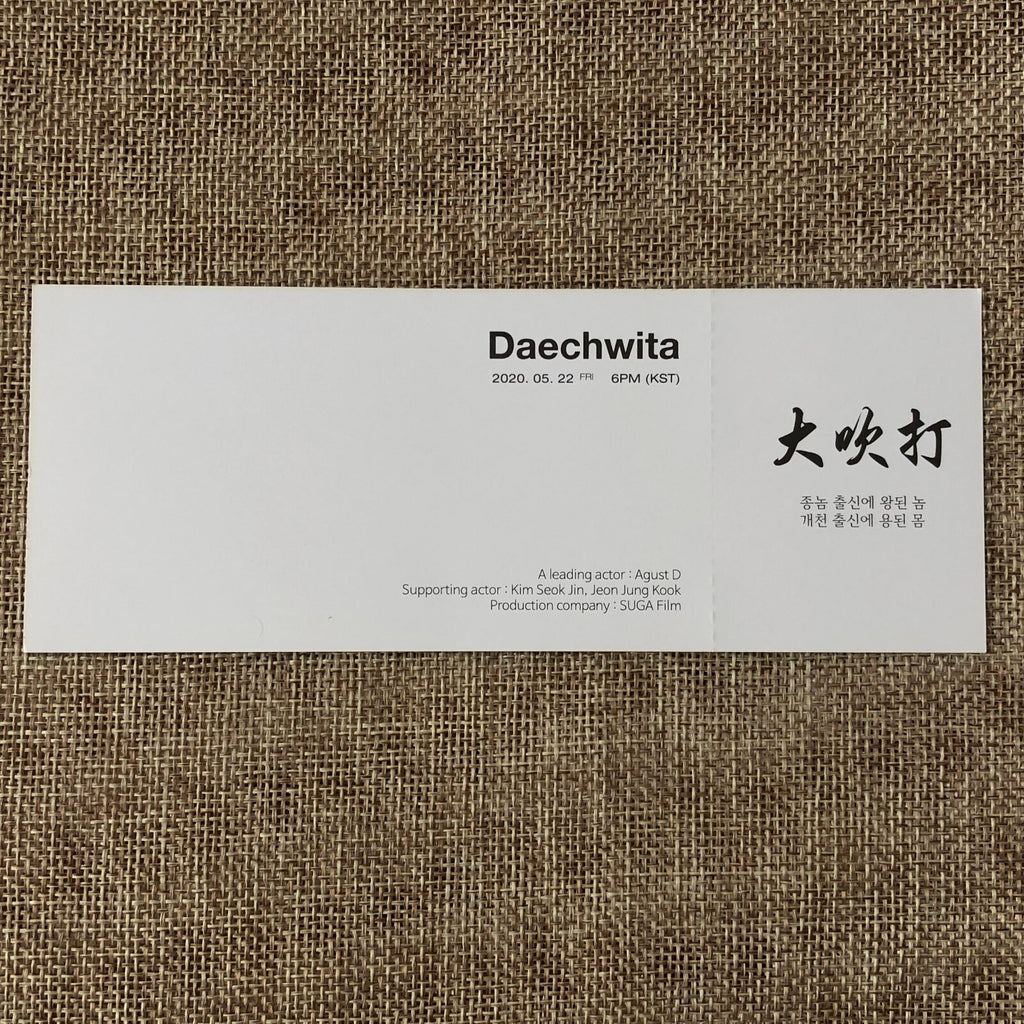 Daechwita
2020. 05. 22 FRI 6PM (KST)
A leading actor : Agust D
Supporting actor : Kim Seok Jin, Jeon Jung Kook
Production company : SUGA Film
大吹打
종놈 출신에 왕된 놈
개천 출신에 용된 몸